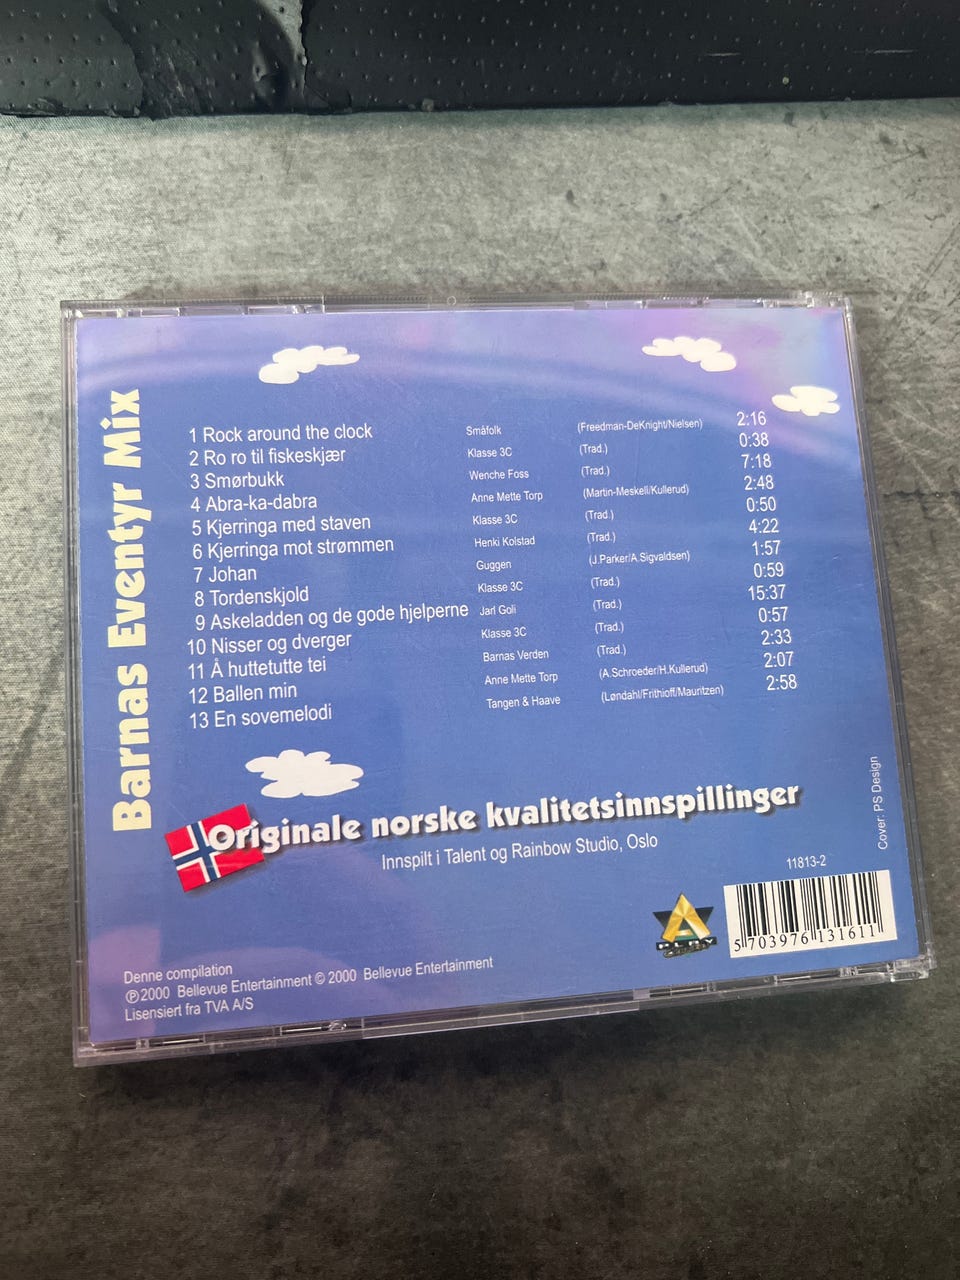 Barnas Eventyr Mix
1 Rock around the clock Småfolk (Freedman-DeKnight/Nielsen) 2:16
2 Ro ro til fiskeskjær Klasse 3C (Trad.) 0:38
3 Smørbukk Wenche Foss (Trad.) 7:18
4 Abra-ka-dabra Anne Mette Torp (Martin-Meskell/Kullerud) 2:48
5 Kjerringa med staven Klasse 3C (Trad.) 0:50
6 Kjerringa mot strømmen Henki Kolstad (Trad.) 4:22
7 Johan Guggen (J.Parker/A.Sigvaldsen) 1:57
8 Tordenskjold Klasse 3C (Trad.) 0:59
9 Askeladden og de gode hjelperne Jarl Goli (Trad.) 15:37
10 Nisser og dverger Klasse 3C (Trad.) 0:57
11 Å huttetutte tei Barnas Verden (Trad.) 2:33
12 Ballen min Anne Mette Torp (A.Schroeder/H.Kullerud) 2:07
13 En sovemelodi Tangen & Haave (Løndahl/Frithioff/Mauritzen) 2:58
Originale norske kvalitetsinnspillinger
Innspilt i Talent og Rainbow Studio, Oslo
Cover: PS Design
11813-2
5 703976 131611
Denne compilation
℗2000 Bellevue Entertainment © 2000 Bellevue Entertainment
Lisensiert fra TVA A/S